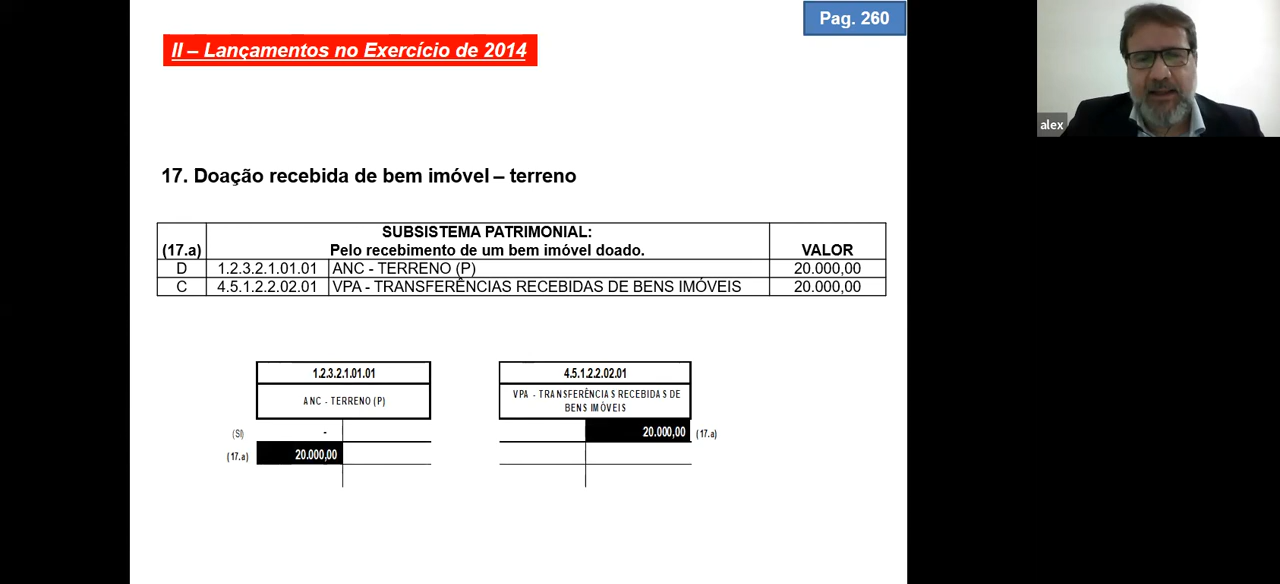 Pag. 260
II – Lançamentos no Exercício de 2014
alex
17. Doação recebida de bem imóvel – terreno
SUBSISTEMA PATRIMONIAL:
(17.a) Pelo recebimento de um bem imóvel doado. VALOR
D 1.2.3.2.1.01.01 ANC - TERRENO (P) 20.000,00
C 4.5.1.2.2.02.01 VPA - TRANSFERÊNCIAS RECEBIDAS DE BENS IMÓVEIS 20.000,00
1.2.3.2.1.01.01
ANC - TERRENO (P)
(SI) -
(17.a) 20.000,00
4.5.1.2.2.02.01
VPA - TRANSFERÊNCIAS RECEBIDAS DE
BENS IMÓVEIS
20.000,00 (17.a)